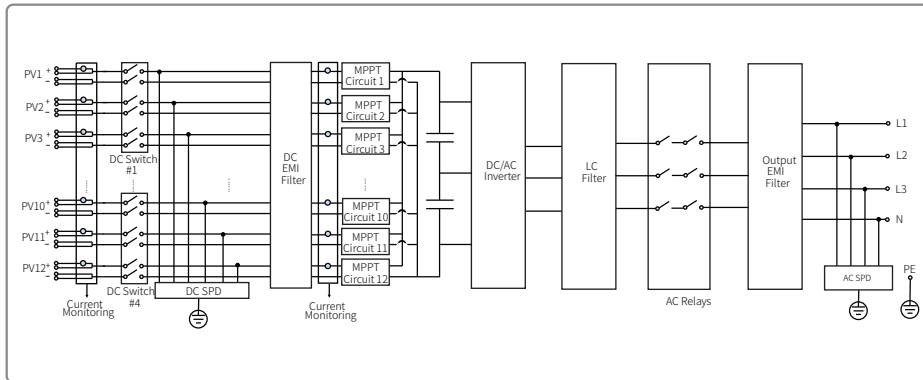 PV1 + −
PV2 + −
PV3 + −
DC Switch
#1
PV10 + −
PV11 + −
PV12 + −
DC Switch
#4
Current
Monitoring
DC SPD
DC
EMI
Filter
MPPT
Circuit 1
MPPT
Circuit 2
MPPT
Circuit 3
MPPT
Circuit 10
MPPT
Circuit 11
MPPT
Circuit 12
Current
Monitoring
DC/AC
Inverter
LC
Filter
AC Relays
Output
EMI
Filter
L1
L2
L3
N
AC SPD
PE